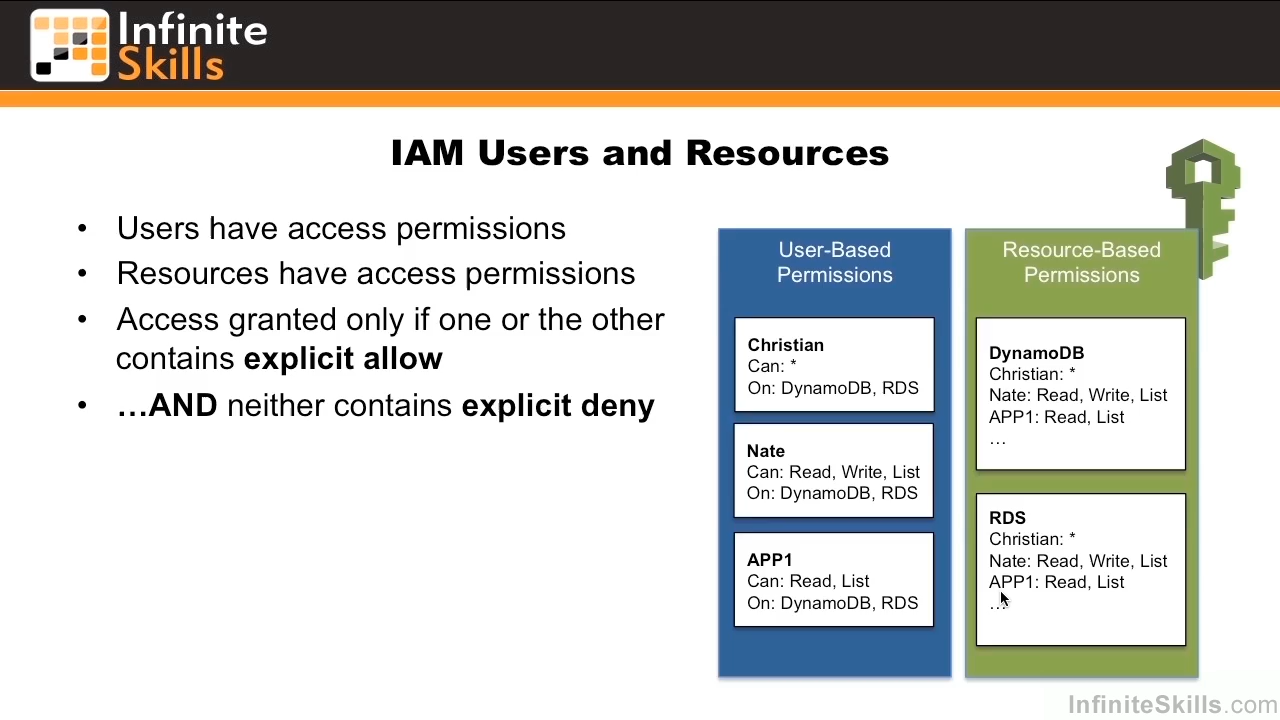 Infinite
Skills
IAM Users and Resources
• Users have access permissions
• Resources have access permissions
• Access granted only if one or the other
contains explicit allow
• …AND neither contains explicit deny
User-Based
Permissions
Christian
Can: *
On: DynamoDB, RDS
Nate
Can: Read, Write, List
On: DynamoDB, RDS
APP1
Can: Read, List
On: DynamoDB, RDS
Resource-Based
Permissions
DynamoDB
Christian: *
Nate: Read, Write, List
APP1: Read, List
…
RDS
Christian: *
Nate: Read, Write, List
APP1: Read, List
…
InfiniteSkills.com